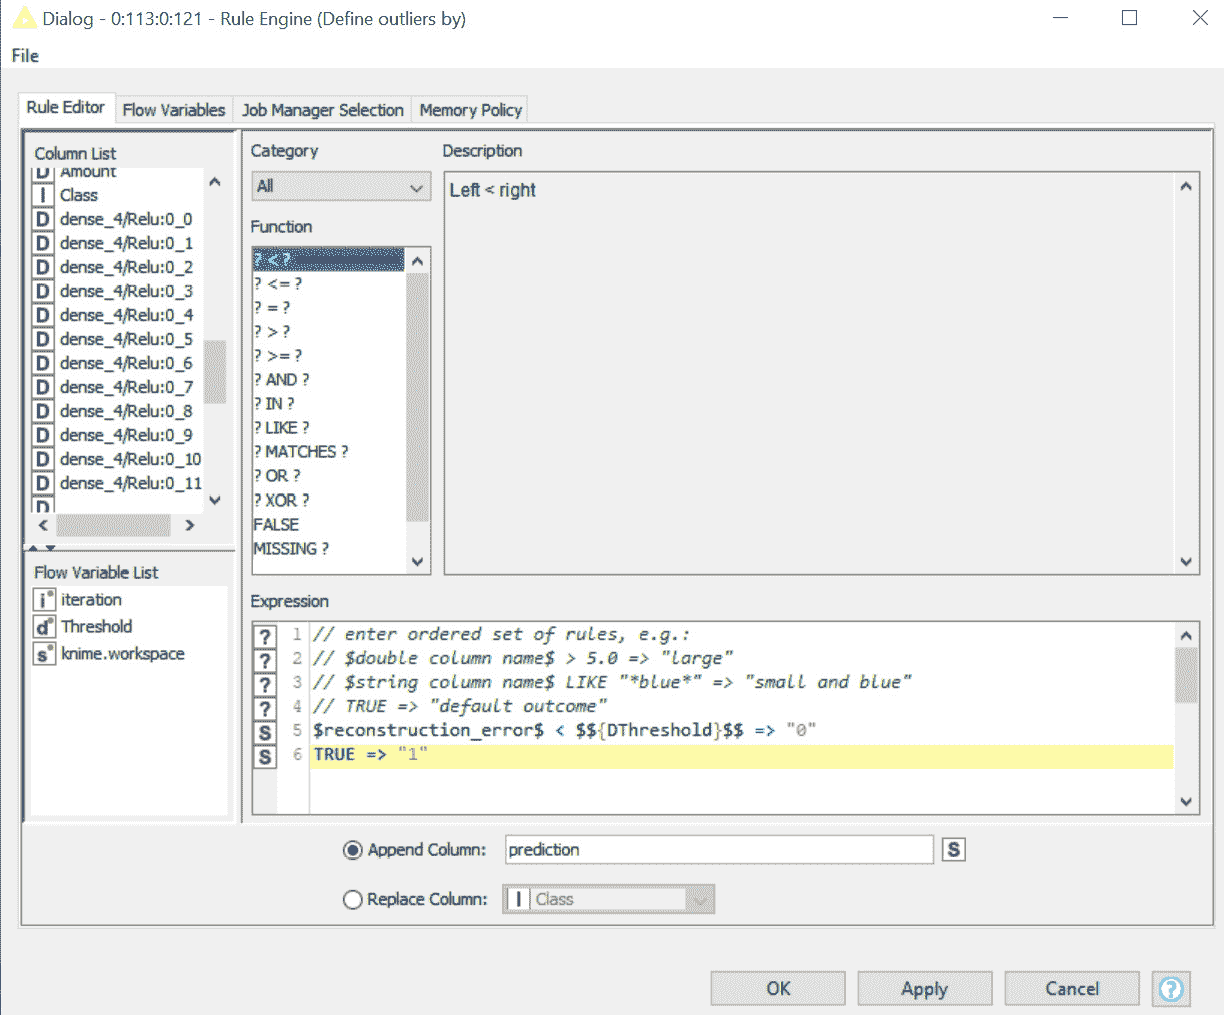 Dialog - 0:113:0:121 - Rule Engine (Define outliers by)
File
Rule Editor
Flow Variables
Job Manager Selection
Memory Policy
Column List
D Amount
I Class
D dense_4/Relu:0_0
D dense_4/Relu:0_1
D dense_4/Relu:0_2
D dense_4/Relu:0_3
D dense_4/Relu:0_4
D dense_4/Relu:0_5
D dense_4/Relu:0_6
D dense_4/Relu:0_7
D dense_4/Relu:0_8
D dense_4/Relu:0_9
D dense_4/Relu:0_10
D dense_4/Relu:0_11
D
Flow Variable List
i iteration
d Threshold
s knime.workspace
Category
All
Function
? < ?
? <= ?
? = ?
? > ?
? >= ?
? AND ?
? IN ?
? LIKE ?
? MATCHES ?
? OR ?
? XOR ?
FALSE
MISSING ?
Description
Left < right
Expression
? 1 // enter ordered set of rules, e.g.:
? 2 // $double column name$ > 5.0 => "large"
? 3 // $string column name$ LIKE "*blue*" => "small and blue"
? 4 // TRUE => "default outcome"
S 5 $reconstruction_error$ < $${DThreshold}$$ => "0"
S 6 TRUE => "1"
Append Column: prediction S
Replace Column: I Class
OK
Apply
Cancel
?